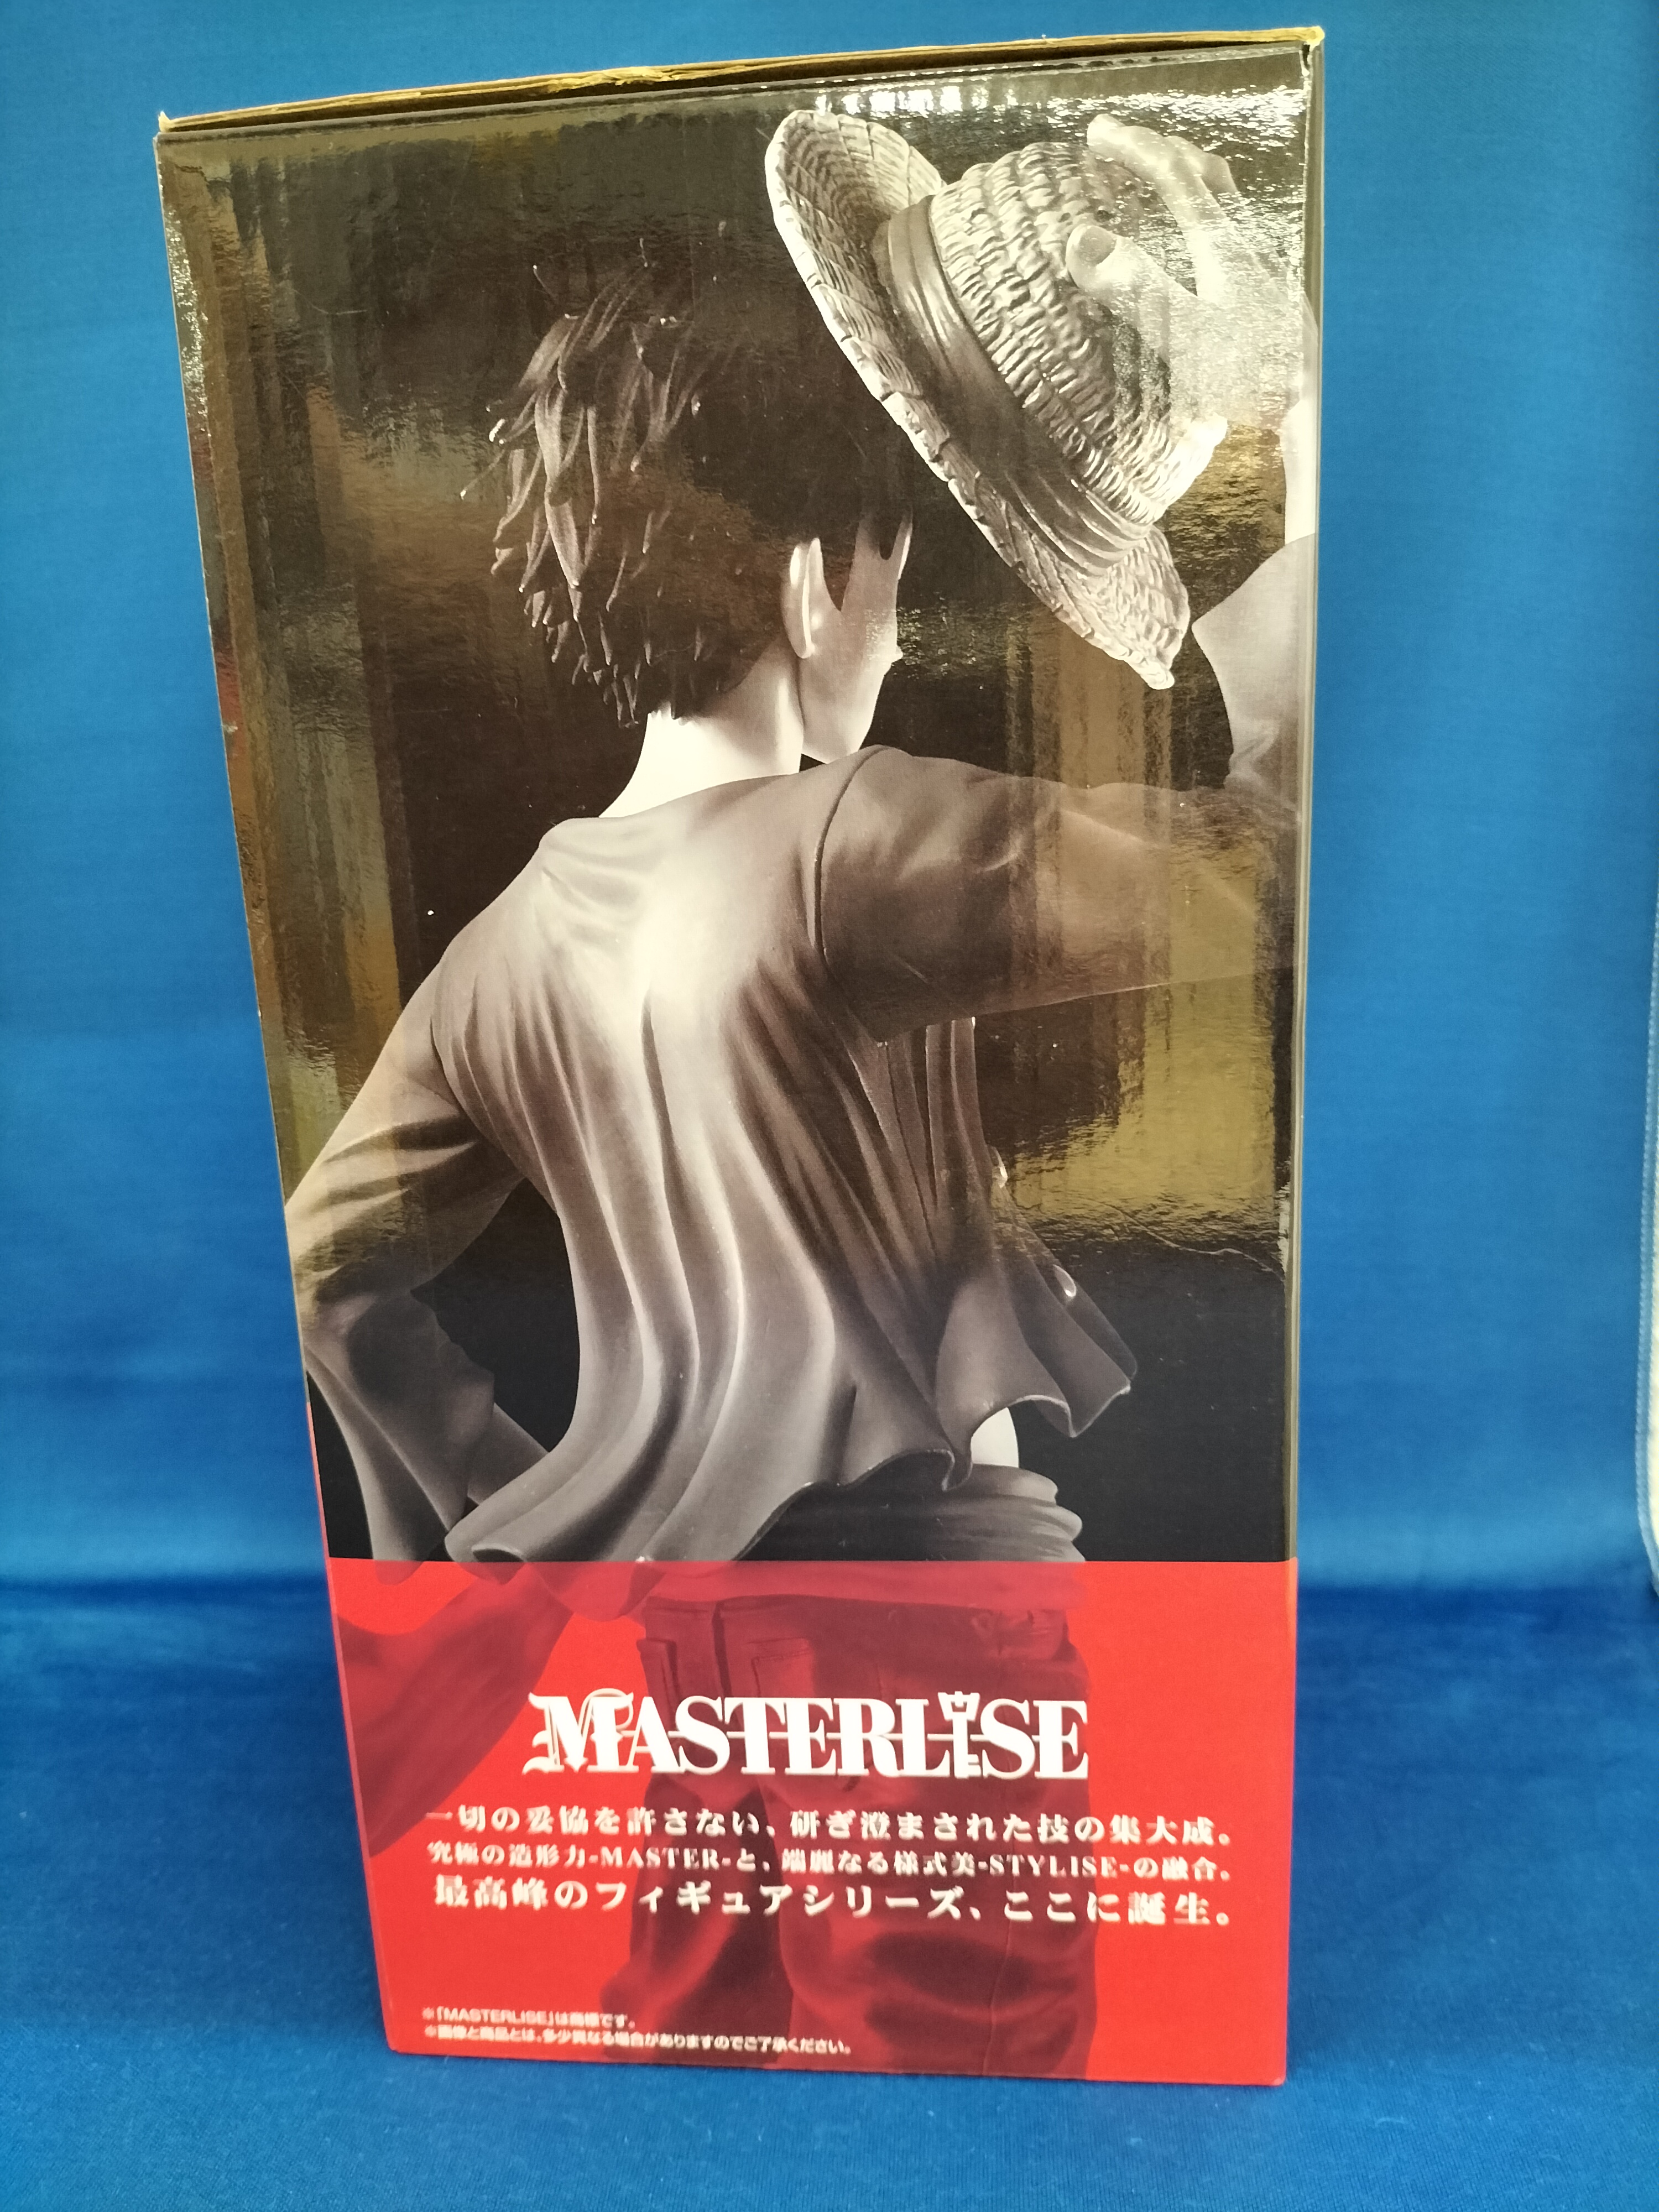 MASTERLISE
一切の妥協を許さない、研ぎ澄まされた技の集大成。
究極の造形力-MASTER-と、端麗なる様式美-STYLISE-の融合。
最高峰のフィギュアシリーズ、ここに誕生。
※「MASTERLISE」は商標です。
※画像と商品とは、多少異なる場合がありますのでご了承ください。